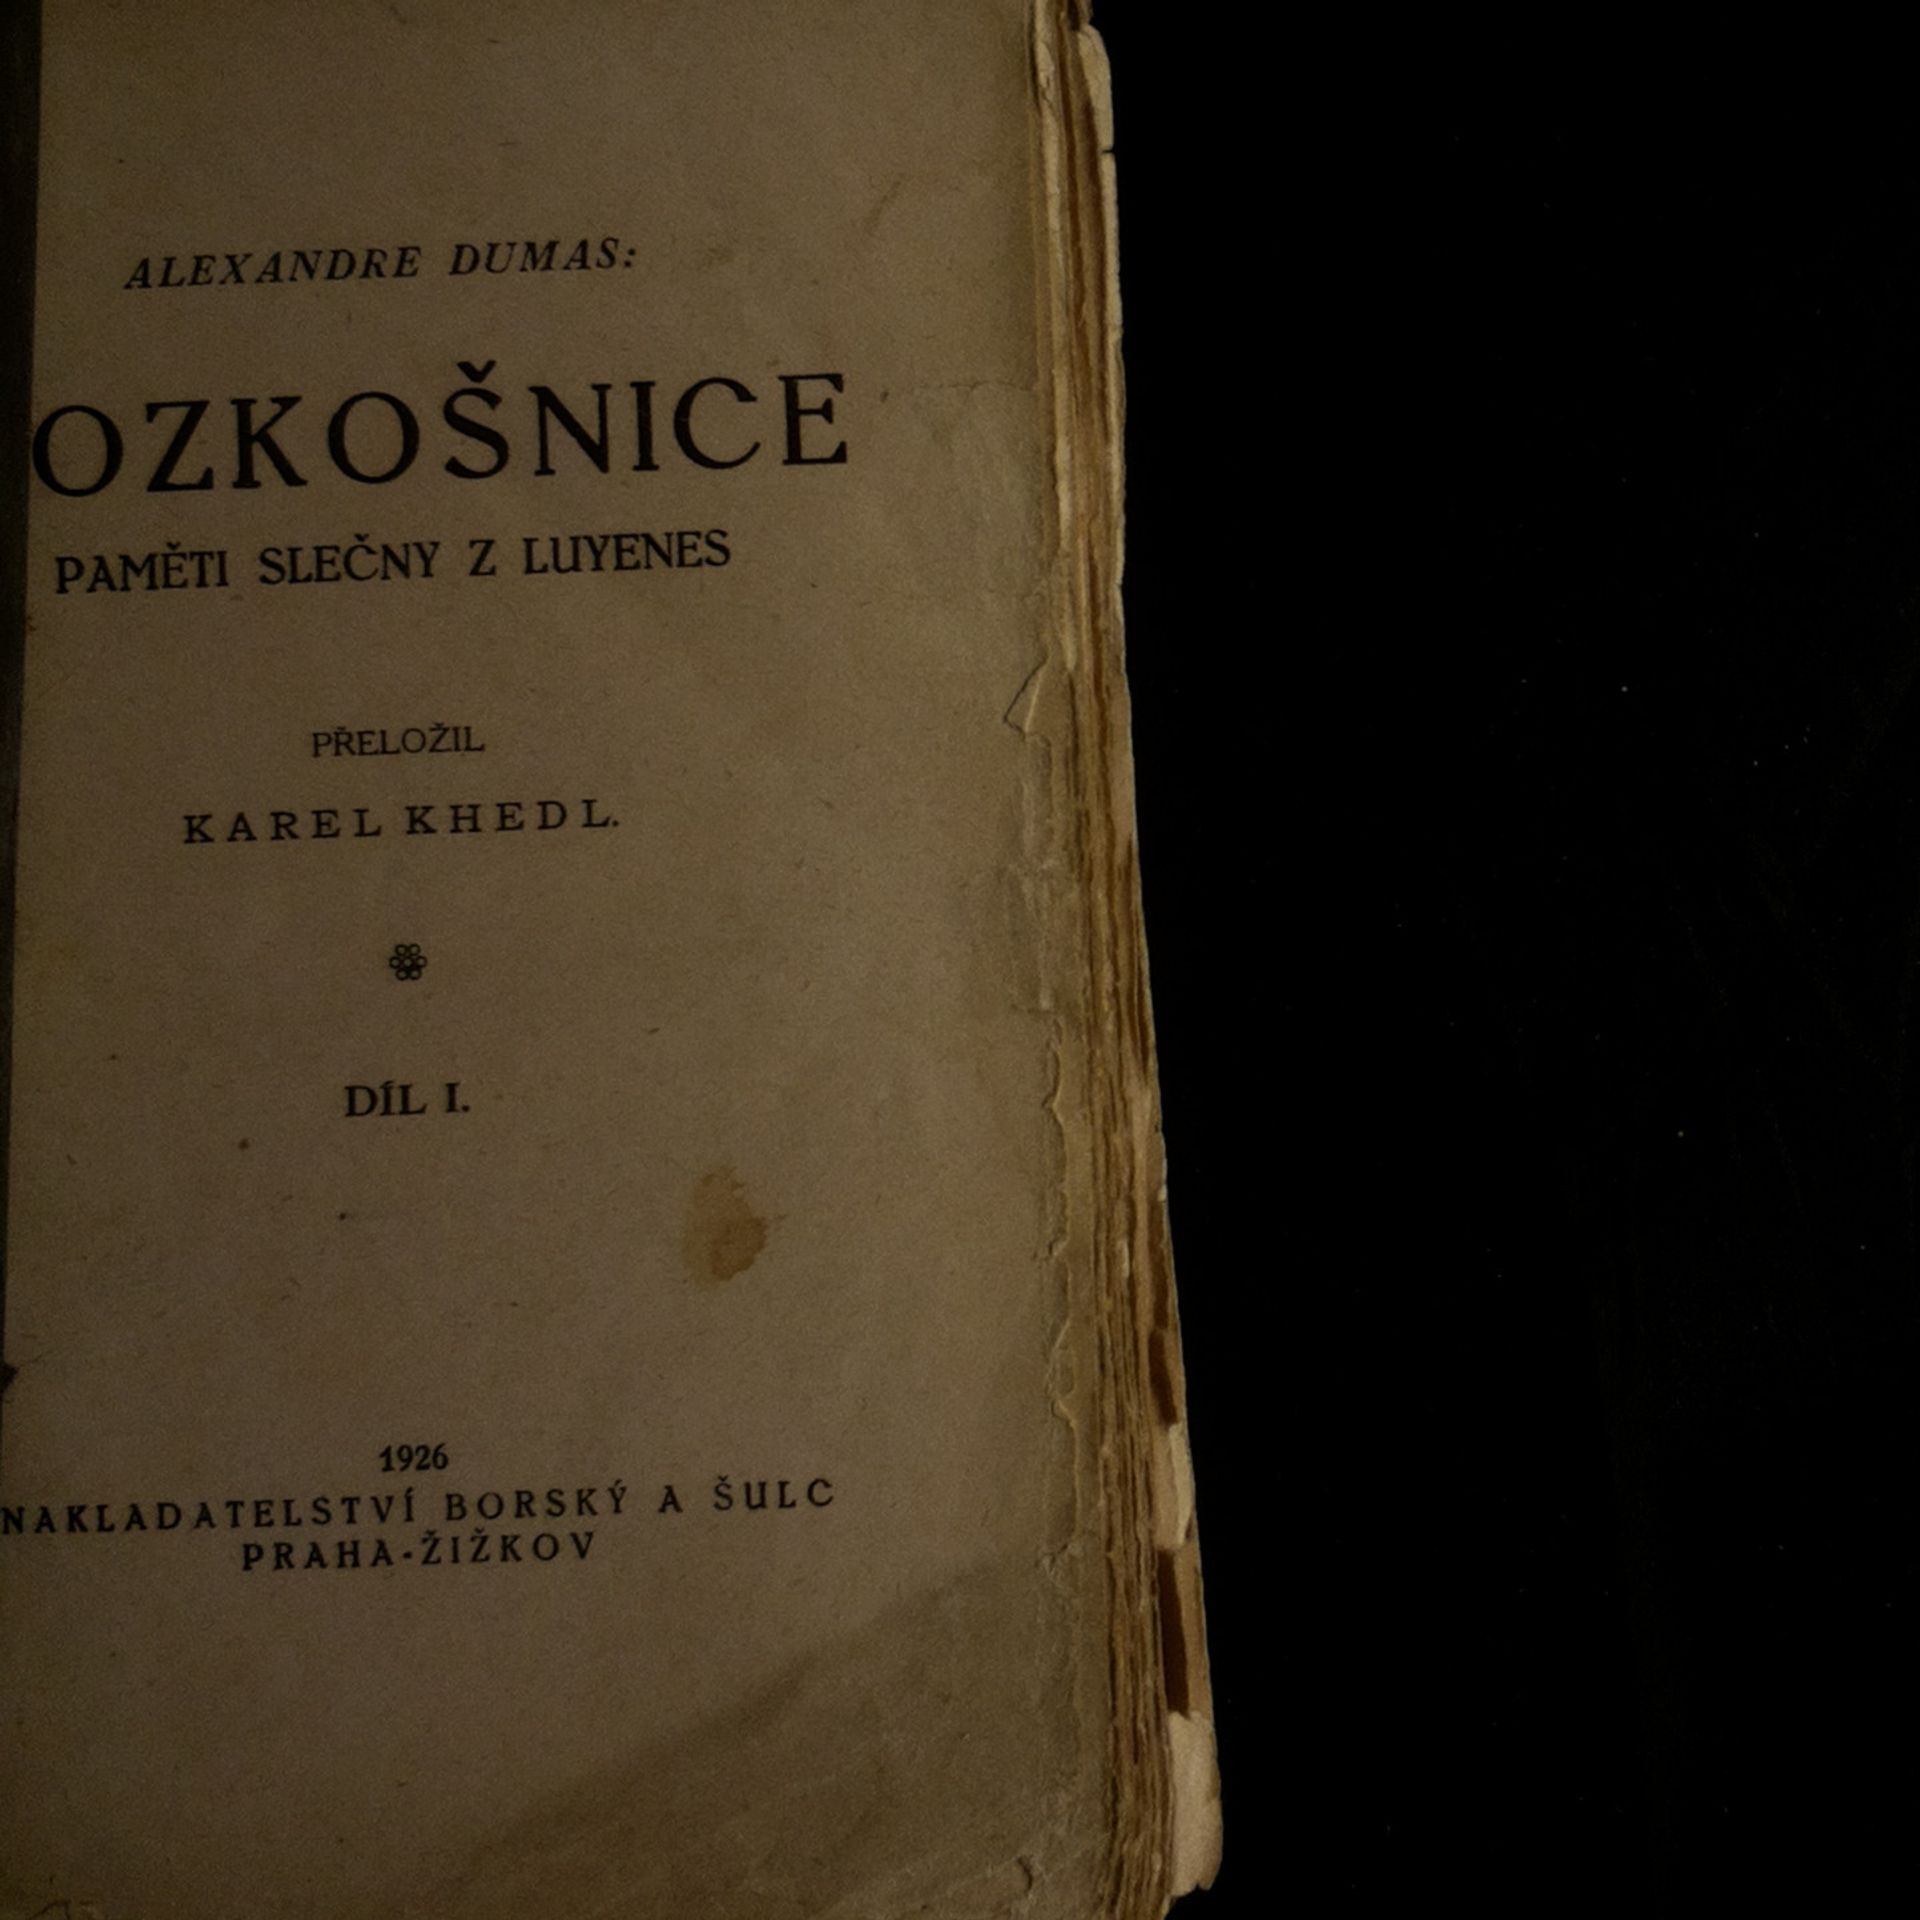 ALEXANDRE DUMAS:
OZKOŠNICE
PAMĚTI SLEČNY Z LUYENES
PŘELOŽIL
KAREL KHEDL.
DÍL I.
1926
NAKLADATELSTVÍ BORSKÝ A ŠULC
PRAHA-ŽIŽKOV